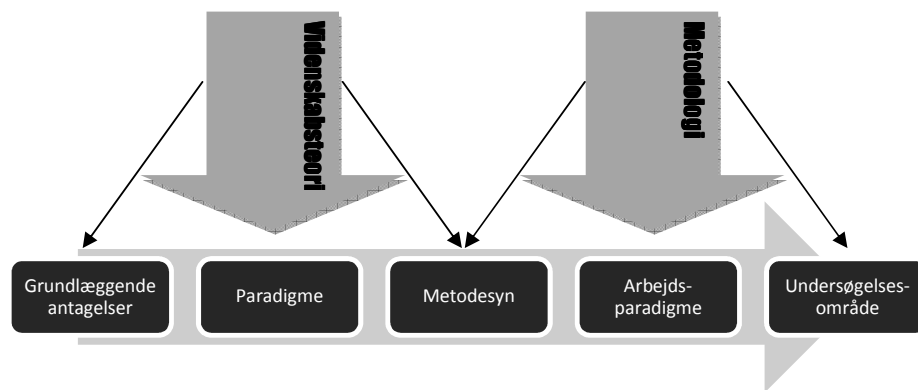 Videnskabsteori
Metodologi
Grundlæggende
antagelser
Paradigme
Metodesyn
Arbejds-
paradigme
Undersøgelses-
område